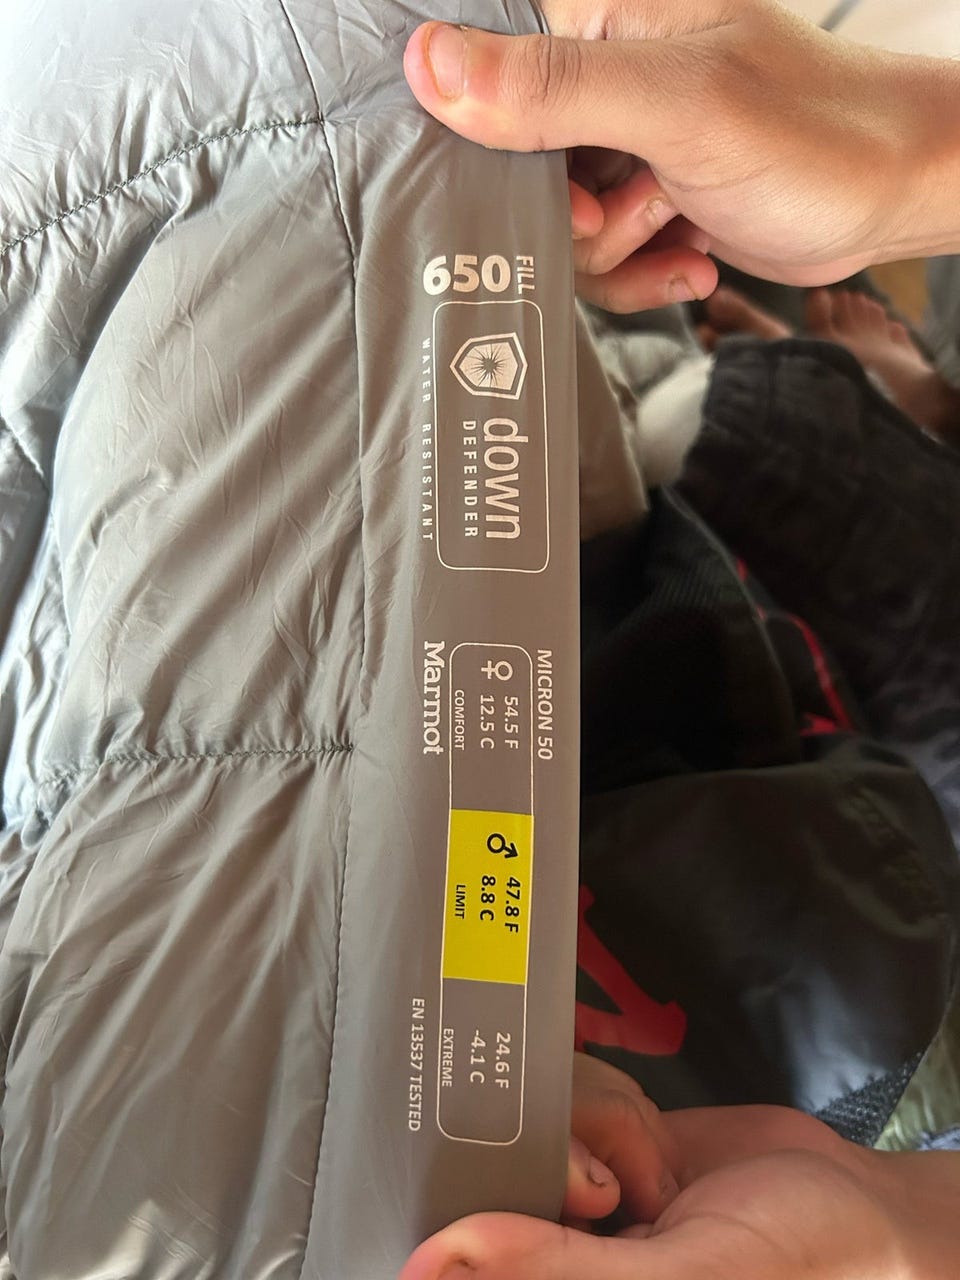 650 FILL
down
DEFENDER
WATER RESISTANT
MICRON 50
♀ 54.5 F
12.5 C
COMFORT
♂ 47.8 F
8.8 C
LIMIT
24.6 F
-4.1 C
EXTREME
Marmot
EN 13537 TESTED